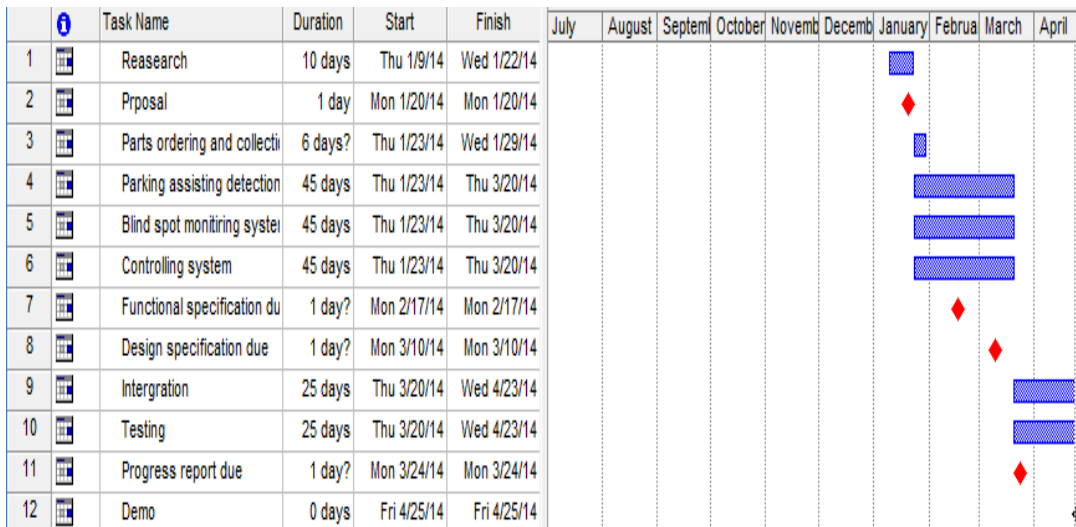 Task Name Duration Start Finish July August Septeml October Novemb Decemb January Februa March April
1 Reasearch 10 days Thu 1/9/14 Wed 1/22/14
2 Prposal 1 day Mon 1/20/14 Mon 1/20/14
3 Parts ordering and collecti 6 days? Thu 1/23/14 Wed 1/29/14
4 Parking assisting detection 45 days Thu 1/23/14 Thu 3/20/14
5 Blind spot monitiring syster 45 days Thu 1/23/14 Thu 3/20/14
6 Controlling system 45 days Thu 1/23/14 Thu 3/20/14
7 Functional specification du 1 day? Mon 2/17/14 Mon 2/17/14
8 Design specification due 1 day? Mon 3/10/14 Mon 3/10/14
9 Intergration 25 days Thu 3/20/14 Wed 4/23/14
10 Testing 25 days Thu 3/20/14 Wed 4/23/14
11 Progress report due 1 day? Mon 3/24/14 Mon 3/24/14
12 Demo 0 days Fri 4/25/14 Fri 4/25/14